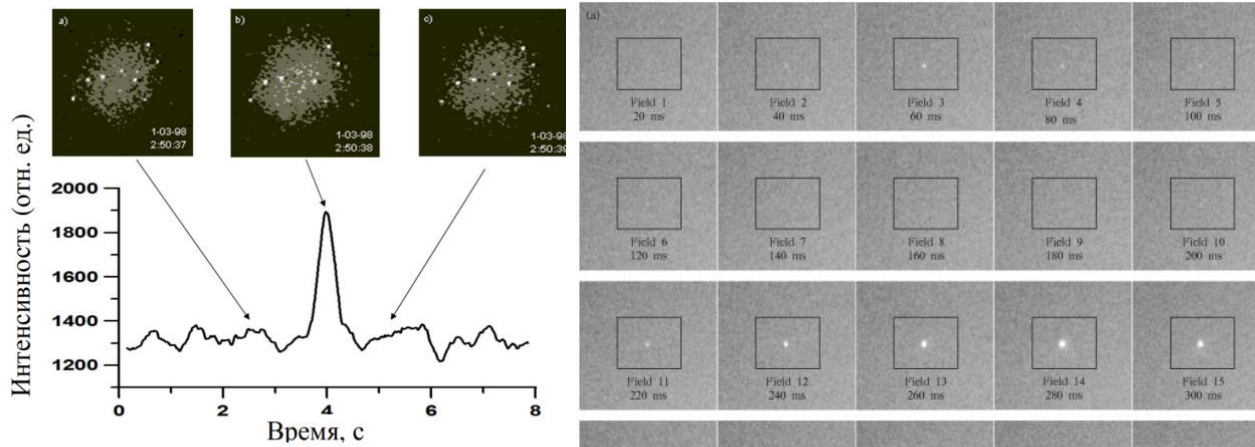 a)
1-03-98
2:50:37
b)
1-03-98
2:50:38
c)
1-03-98
2:50:39
Интенсивность (отн. ед.)
2000
1800
1600
1400
1300
1100
0
2
4
6
8
Время, с
(a)
Field 1
20 ms
Field 2
40 ms
Field 3
60 ms
Field 4
80 ms
Field 5
100 ms
Field 6
120 ms
Field 7
140 ms
Field 8
160 ms
Field 9
180 ms
Field 10
200 ms
Field 11
220 ms
Field 12
240 ms
Field 13
260 ms
Field 14
280 ms
Field 15
300 ms